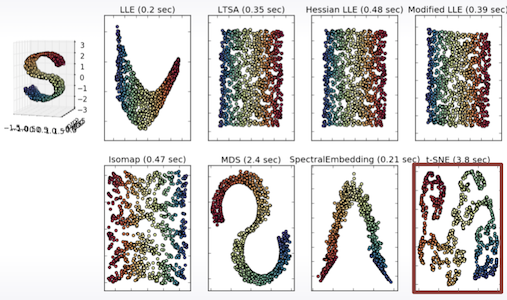 LLE (0.2 sec)
LTSA (0.35 sec)
Hessian LLE (0.48 sec)
Modified LLE (0.39 sec)
3
2
1
0
−1
−2
−3
Isomap (0.47 sec)
MDS (2.4 sec)
SpectralEmbedding (0.21 sec)
t-SNE (3.8 sec)